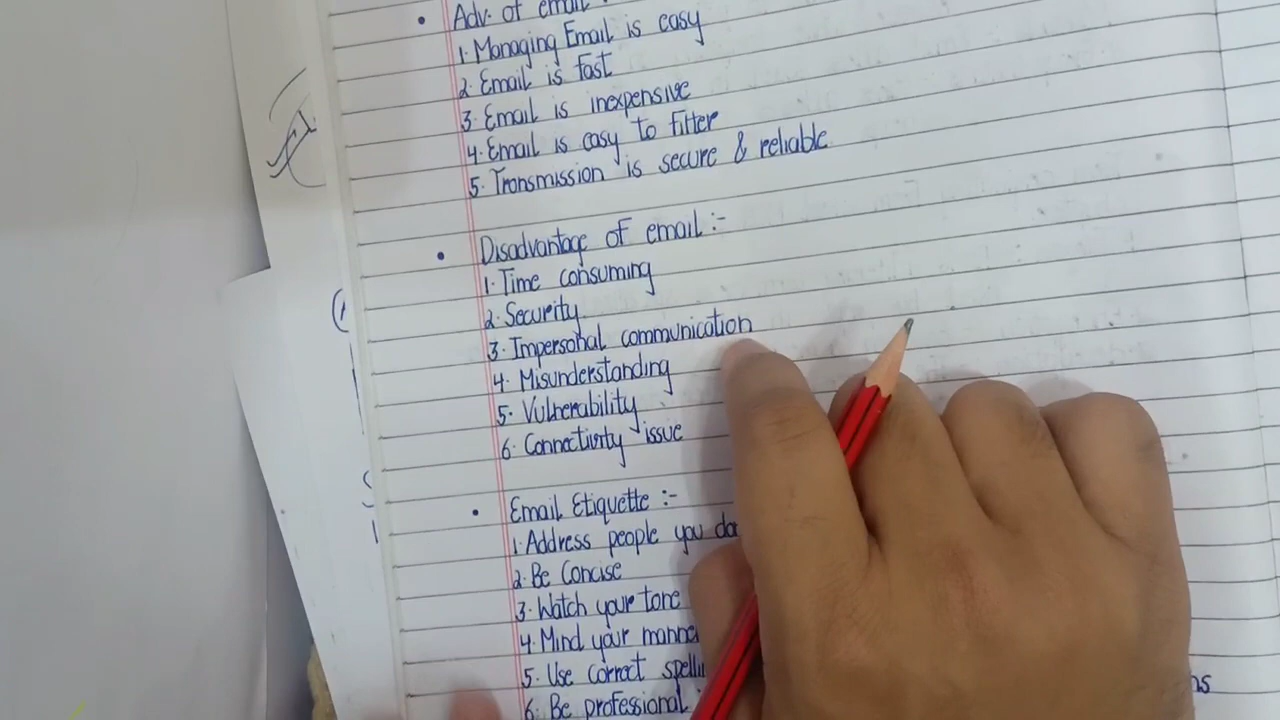 Adv. of email
1. Managing Email is easy
2. Email is fast
3. Email is inexpensive
4. Email is easy to filter
5. Transmission is secure & reliable
Disadvantage of email :-
1. Time consuming
2. Security
3. Impersonal communication
4. Misunderstanding
5. Vulnerability
6. Connectivity issue
Email Etiquette :-
1. Address people you
2. Be Concise
3. Watch your tone
4. Mind your
5. Use correct
6. Be professional